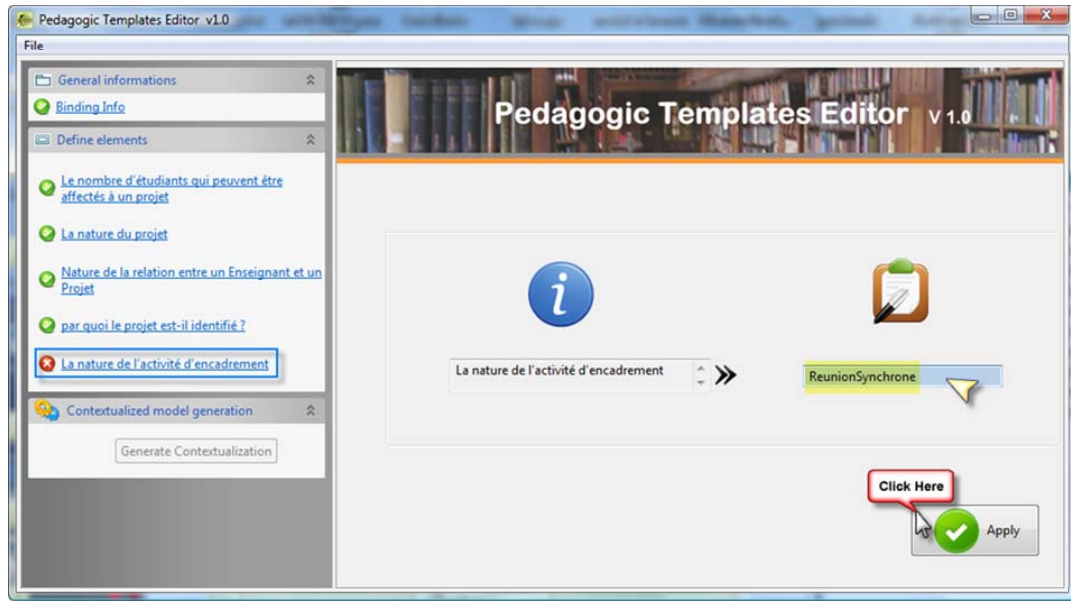 Pedagogic Templates Editor v1.0
File
General informations
Binding Info
Define elements
Le nombre d'étudiants qui peuvent être
affectés à un projet
La nature du projet
Nature de la relation entre un Enseignant et un
Projet
par quoi le projet est-il identifié ?
La nature de l'activité d'encadrement
Contextualized model generation
Generate Contextualization
Pedagogic Templates Editor V 1.0
La nature de l'activité d'encadrement
ReunionSynchrone
Click Here
Apply